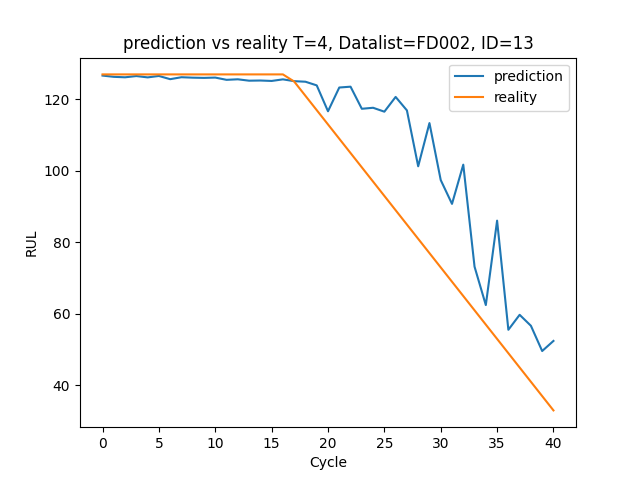 prediction vs reality T=4, Datalist=FD002, ID=13
prediction
reality
120
100
80
60
40
RUL
0 5 10 15 20 25 30 35 40
Cycle